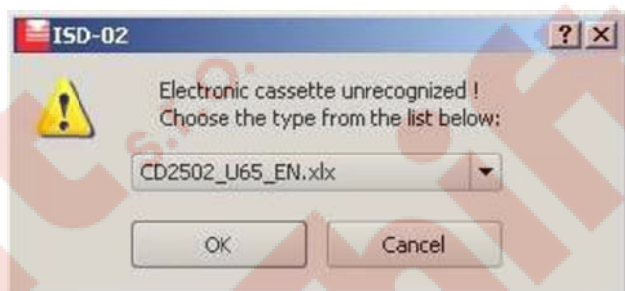 ISD-02
Electronic cassette unrecognized !
Choose the type from the list below:
CD2502_U65_EN.xlx
OK
Cancel
s.r.o.